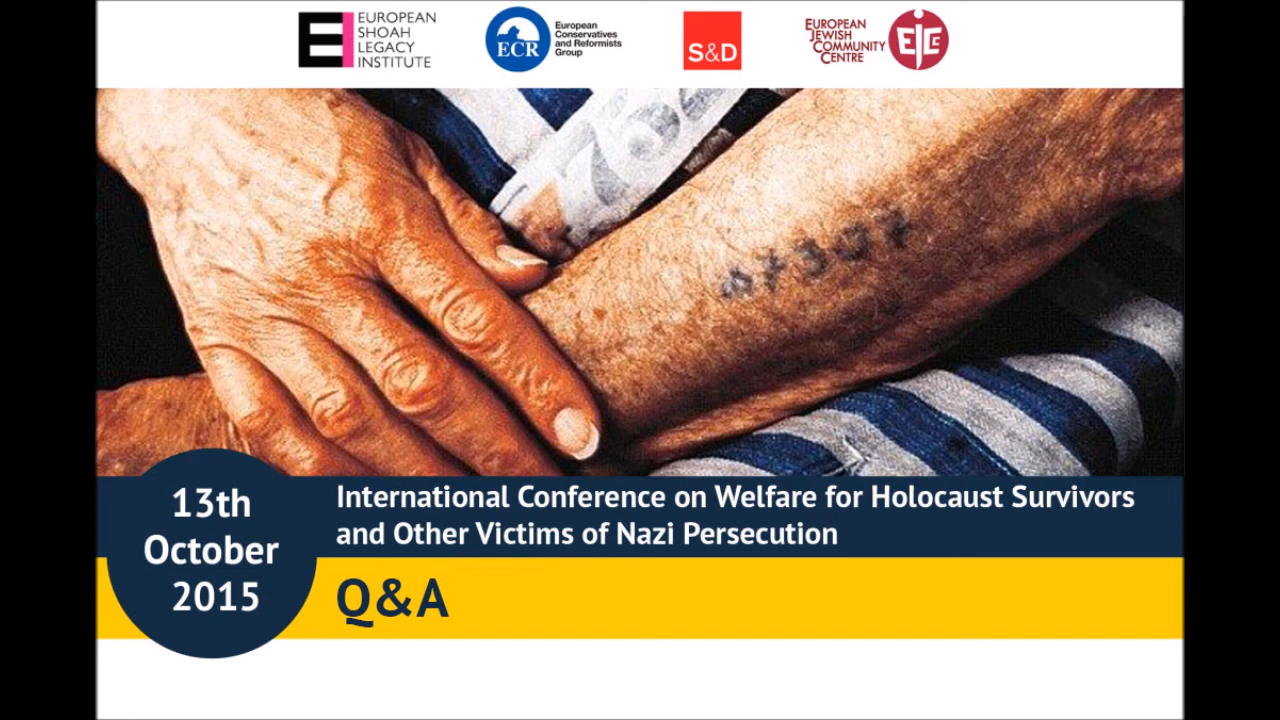 EUROPEAN
SHOAH
LEGACY
INSTITUTE
ECR
European
Conservatives
and Reformists
Group
S&D
EUROPEAN
JEWISH
COMMUNITY
CENTRE
EJCC
13th
October
2015
International Conference on Welfare for Holocaust Survivors
and Other Victims of Nazi Persecution
Q&A